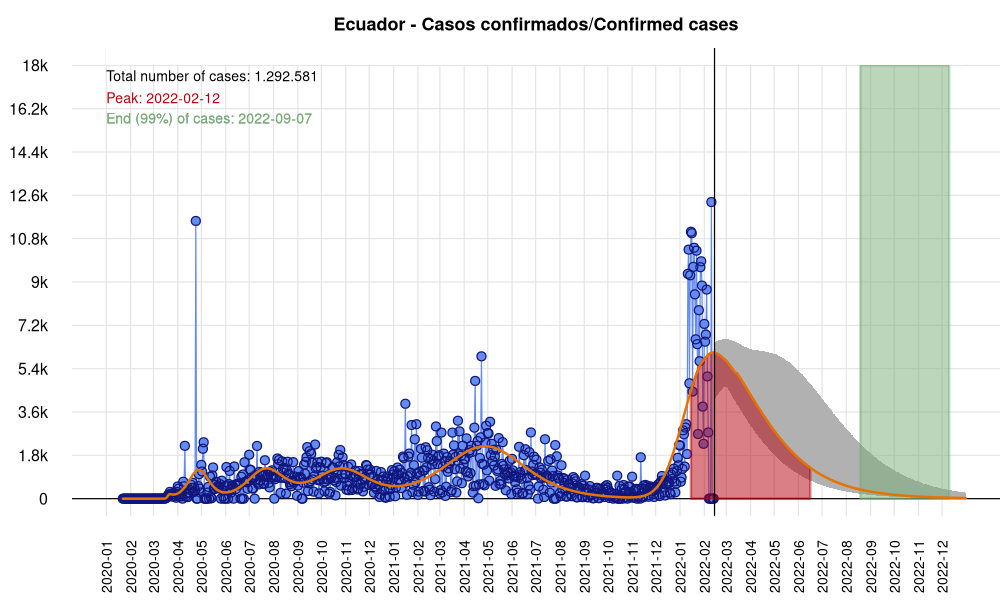 Ecuador - Casos confirmados/Confirmed cases
Total number of cases: 1.292.581
Peak: 2022-02-12
End (99%) of cases: 2022-09-07
18k
16.2k
14.4k
12.6k
10.8k
9k
7.2k
5.4k
3.6k
1.8k
0
2020-01
2020-02
2020-03
2020-04
2020-05
2020-06
2020-07
2020-08
2020-09
2020-10
2020-11
2020-12
2021-01
2021-02
2021-03
2021-04
2021-05
2021-06
2021-07
2021-08
2021-09
2021-10
2021-11
2021-12
2022-01
2022-02
2022-03
2022-04
2022-05
2022-06
2022-07
2022-08
2022-09
2022-10
2022-11
2022-12